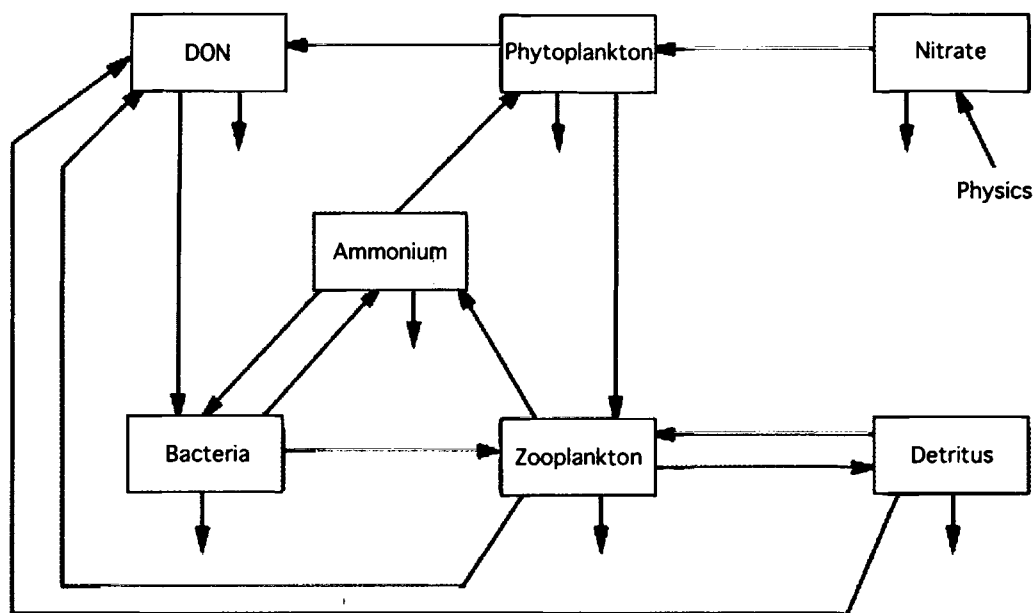 DON
Phytoplankton
Nitrate
Physics
Ammonium
Bacteria
Zooplankton
Detritus